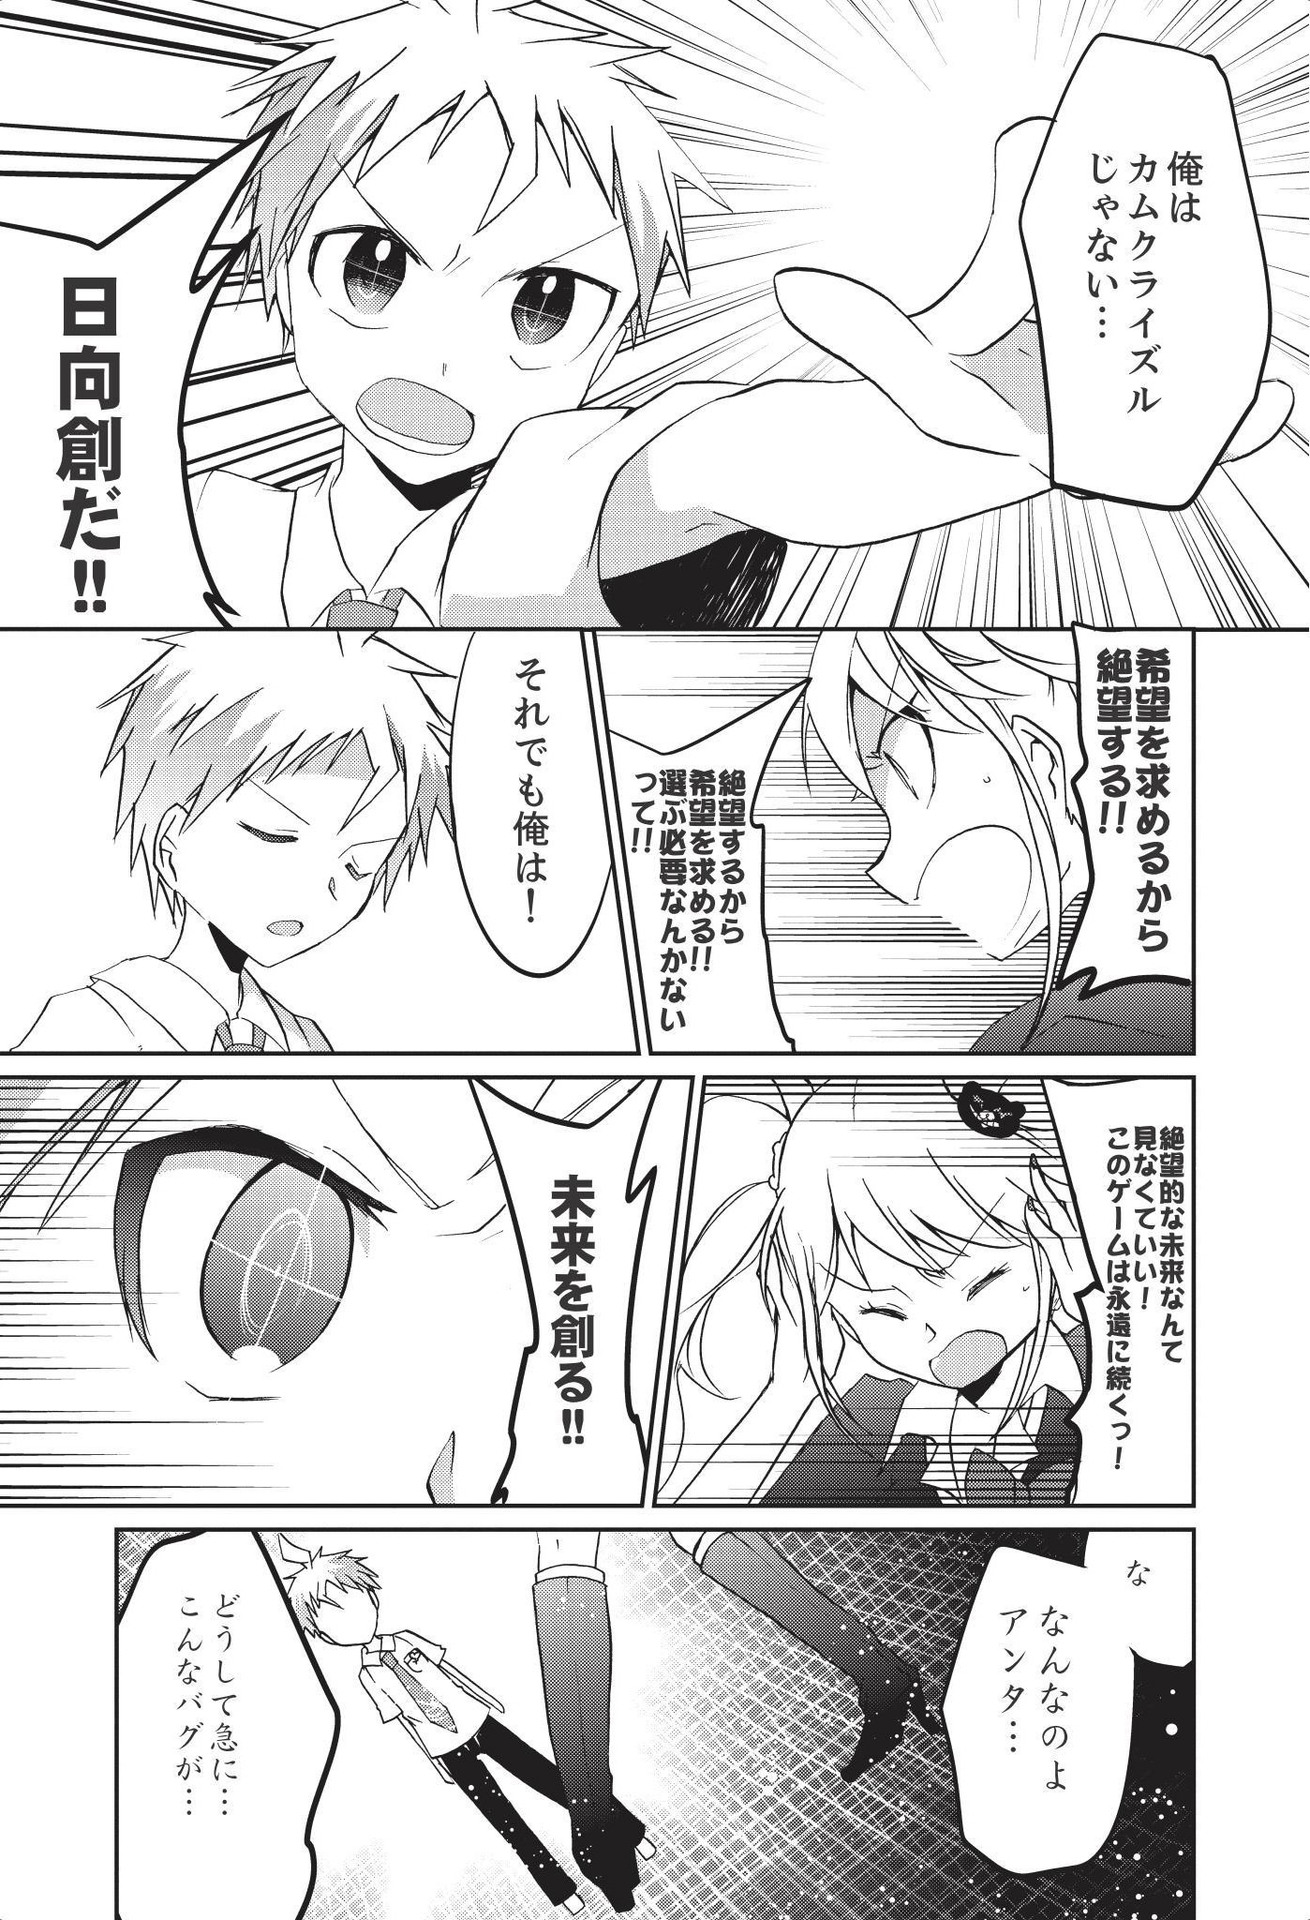 俺は
カムクライズル
じゃない…
日向創だ!!
希望を求めるから
絶望する!!
絶望するから
希望を求める!!
選ぶ必要なんかない
って!!
それでも俺は!
絶望的な未来なんて
見なくていい!
このゲームは永遠に続くっ!
未来を創る!!
な
なんなのよ
アンタ…
どうして急に…
こんなバグが…